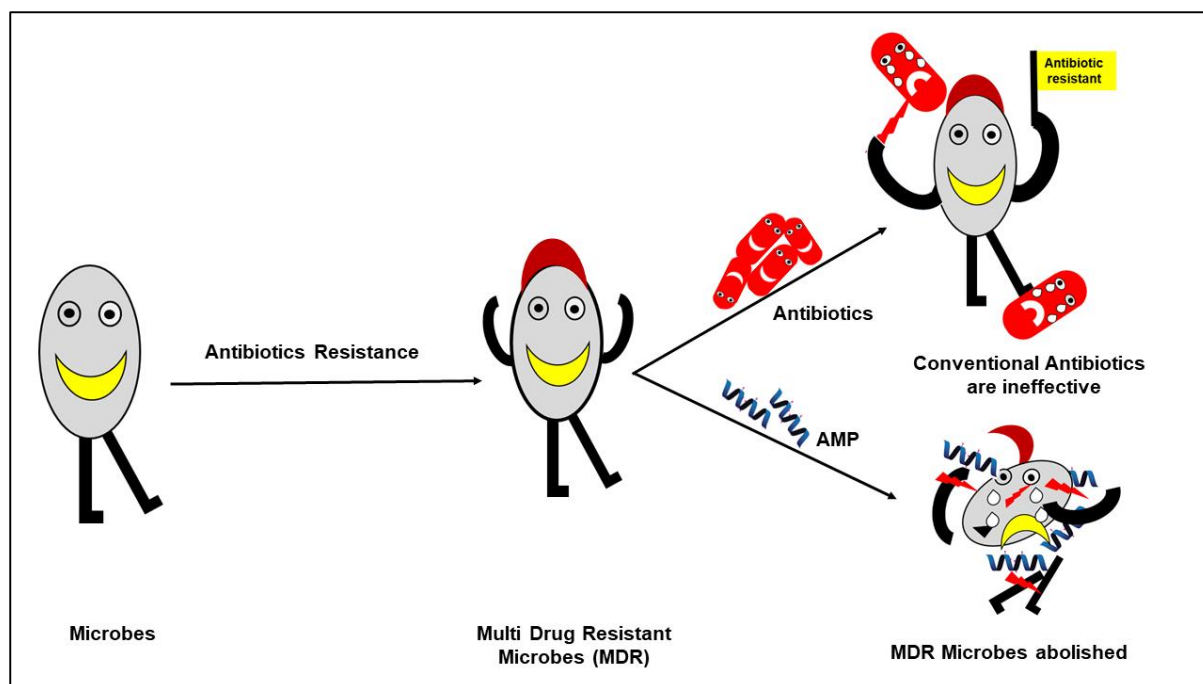 Antibiotic
resistant
Antibiotics Resistance
Antibiotics
Conventional Antibiotics
are ineffective
AMP
Microbes
Multi Drug Resistant
Microbes (MDR)
MDR Microbes abolished